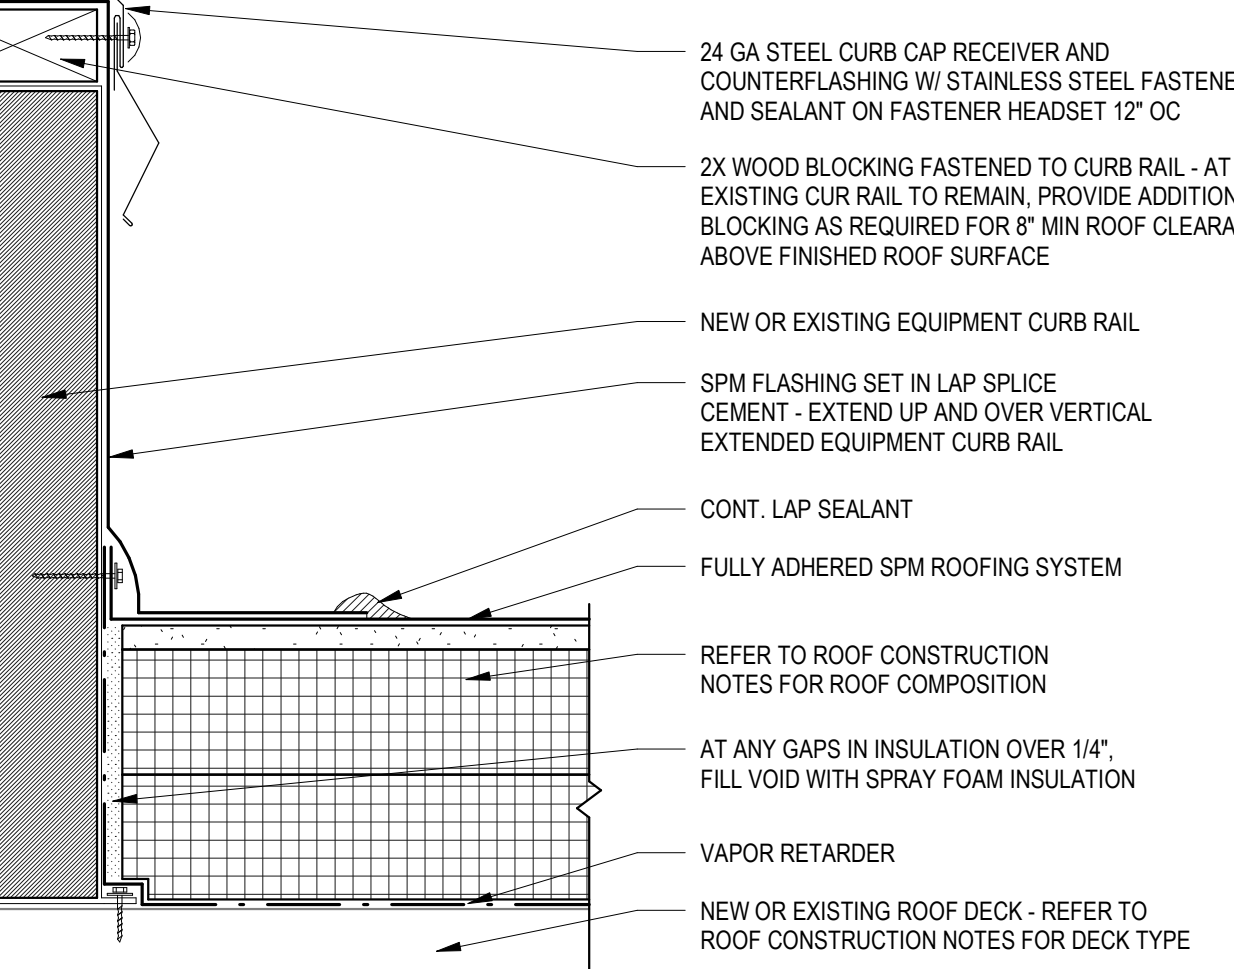 24 GA STEEL CURB CAP RECEIVER AND
COUNTERFLASHING W/ STAINLESS STEEL FASTENE
AND SEALANT ON FASTENER HEADSET 12" OC
2X WOOD BLOCKING FASTENED TO CURB RAIL - AT
EXISTING CUR RAIL TO REMAIN, PROVIDE ADDITION
BLOCKING AS REQUIRED FOR 8" MIN ROOF CLEARA
ABOVE FINISHED ROOF SURFACE
NEW OR EXISTING EQUIPMENT CURB RAIL
SPM FLASHING SET IN LAP SPLICE
CEMENT - EXTEND UP AND OVER VERTICAL
EXTENDED EQUIPMENT CURB RAIL
CONT. LAP SEALANT
FULLY ADHERED SPM ROOFING SYSTEM
REFER TO ROOF CONSTRUCTION
NOTES FOR ROOF COMPOSITION
AT ANY GAPS IN INSULATION OVER 1/4",
FILL VOID WITH SPRAY FOAM INSULATION
VAPOR RETARDER
NEW OR EXISTING ROOF DECK - REFER TO
ROOF CONSTRUCTION NOTES FOR DECK TYPE